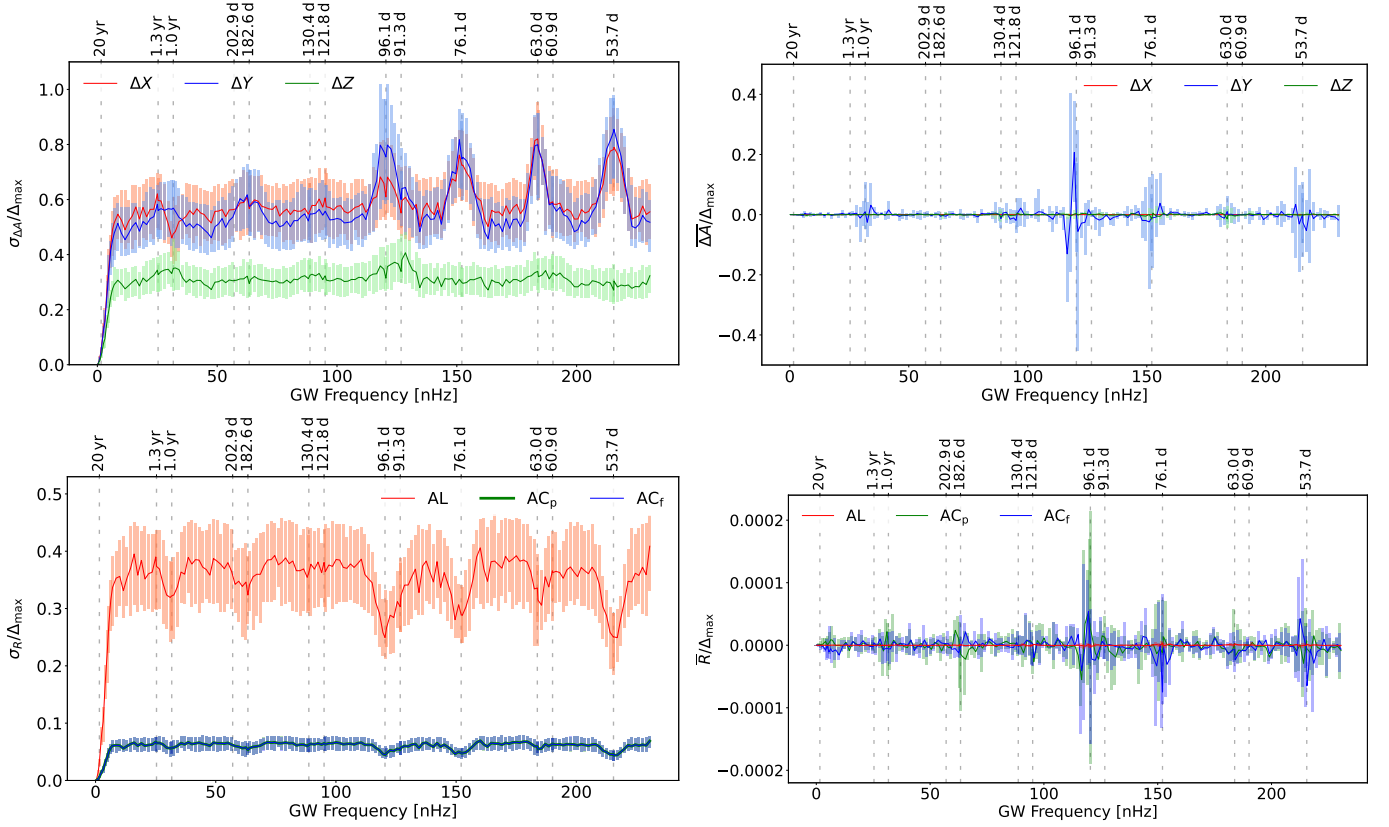 20 yr 1.3 yr 1.0 yr 202.9 d 182.6 d 130.4 d 121.8 d 96.1 d 91.3 d 76.1 d 63.0 d 60.9 d 53.7 d
ΔX ΔY ΔZ
1.0
0.8
0.6
0.4
0.2
0.0
σ_ΔA/Δ_max
0 50 100 150 200
GW Frequency [nHz]
20 yr 1.3 yr 1.0 yr 202.9 d 182.6 d 130.4 d 121.8 d 96.1 d 91.3 d 76.1 d 63.0 d 60.9 d 53.7 d
ΔX ΔY ΔZ
0.4
0.2
0.0
−0.2
−0.4
\overline{ΔA}/Δ_max
0 50 100 150 200
GW Frequency [nHz]
20 yr 1.3 yr 1.0 yr 202.9 d 182.6 d 130.4 d 121.8 d 96.1 d 91.3 d 76.1 d 63.0 d 60.9 d 53.7 d
AL AC_p AC_f
0.5
0.4
0.3
0.2
0.1
0.0
σ_R/Δ_max
0 50 100 150 200
GW Frequency [nHz]
20 yr 1.3 yr 1.0 yr 202.9 d 182.6 d 130.4 d 121.8 d 96.1 d 91.3 d 76.1 d 63.0 d 60.9 d 53.7 d
AL AC_p AC_f
0.0002
0.0001
0.0000
−0.0001
−0.0002
\overline{R}/Δ_max
0 50 100 150 200
GW Frequency [nHz]